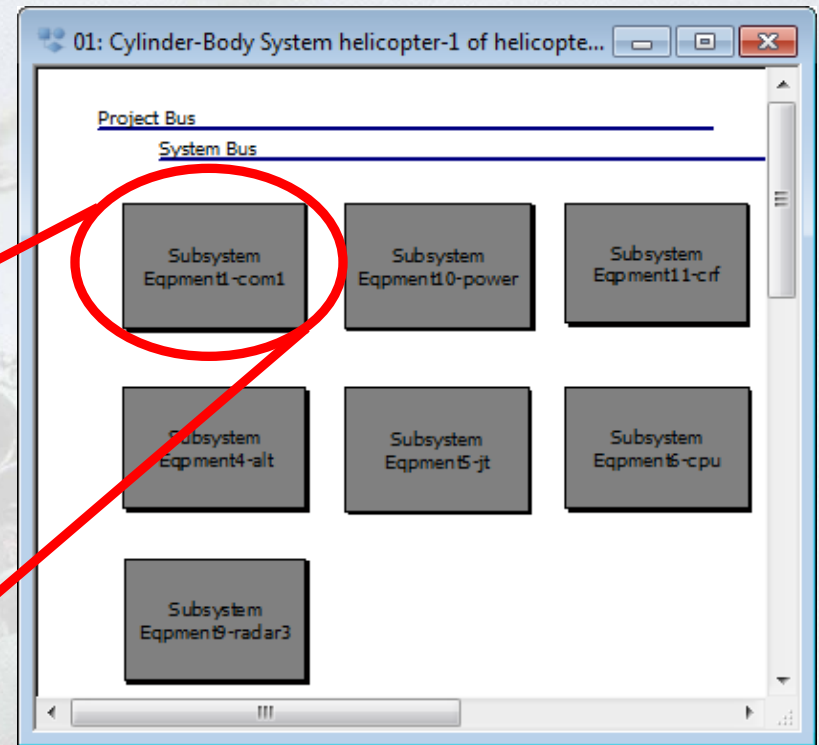 01: Cylinder-Body System helicopter-1 of helicopte...
Project Bus
System Bus
Subsystem
Eqpment1-com1
Subsystem
Eqpment10-power
Subsystem
Eqpment11-crf
Subsystem
Eqpment4-alt
Subsystem
Eqpment5-jt
Subsystem
Eqpment6-cpu
Subsystem
Eqpment9-radar3